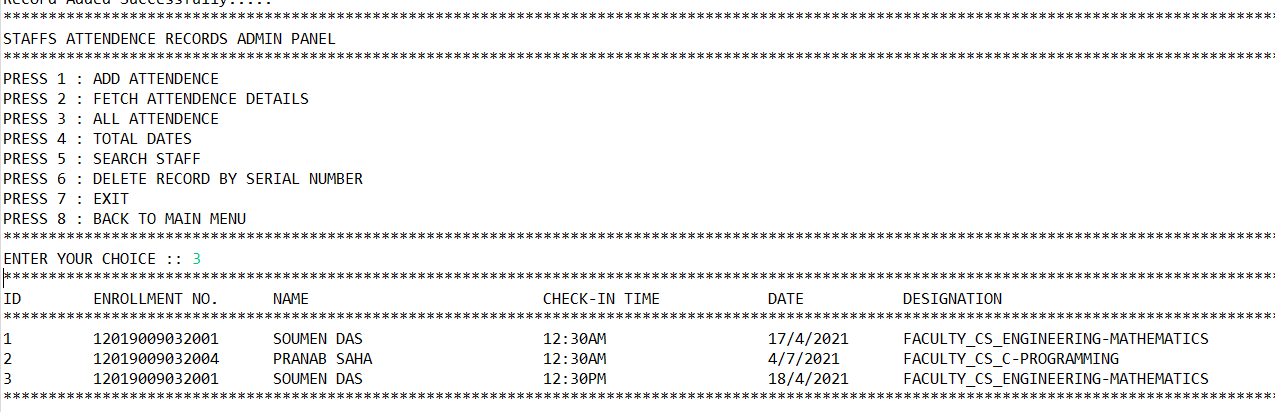 Record Added Successfully.....
***********************************************************************************************************************************************
STAFFS ATTENDENCE RECORDS ADMIN PANEL
***********************************************************************************************************************************************
PRESS 1 : ADD ATTENDENCE
PRESS 2 : FETCH ATTENDENCE DETAILS
PRESS 3 : ALL ATTENDENCE
PRESS 4 : TOTAL DATES
PRESS 5 : SEARCH STAFF
PRESS 6 : DELETE RECORD BY SERIAL NUMBER
PRESS 7 : EXIT
PRESS 8 : BACK TO MAIN MENU
***********************************************************************************************************************************************
ENTER YOUR CHOICE :: 3
***********************************************************************************************************************************************
ID ENROLLMENT NO. NAME CHECK-IN TIME DATE DESIGNATION
***********************************************************************************************************************************************
1 12019009032001 SOUMEN DAS 12:30AM 17/4/2021 FACULTY_CS_ENGINEERING-MATHEMATICS
2 12019009032004 PRANAB SAHA 12:30AM 4/7/2021 FACULTY_CS_C-PROGRAMMING
3 12019009032001 SOUMEN DAS 12:30PM 18/4/2021 FACULTY_CS_ENGINEERING-MATHEMATICS
***********************************************************************************************************************************************